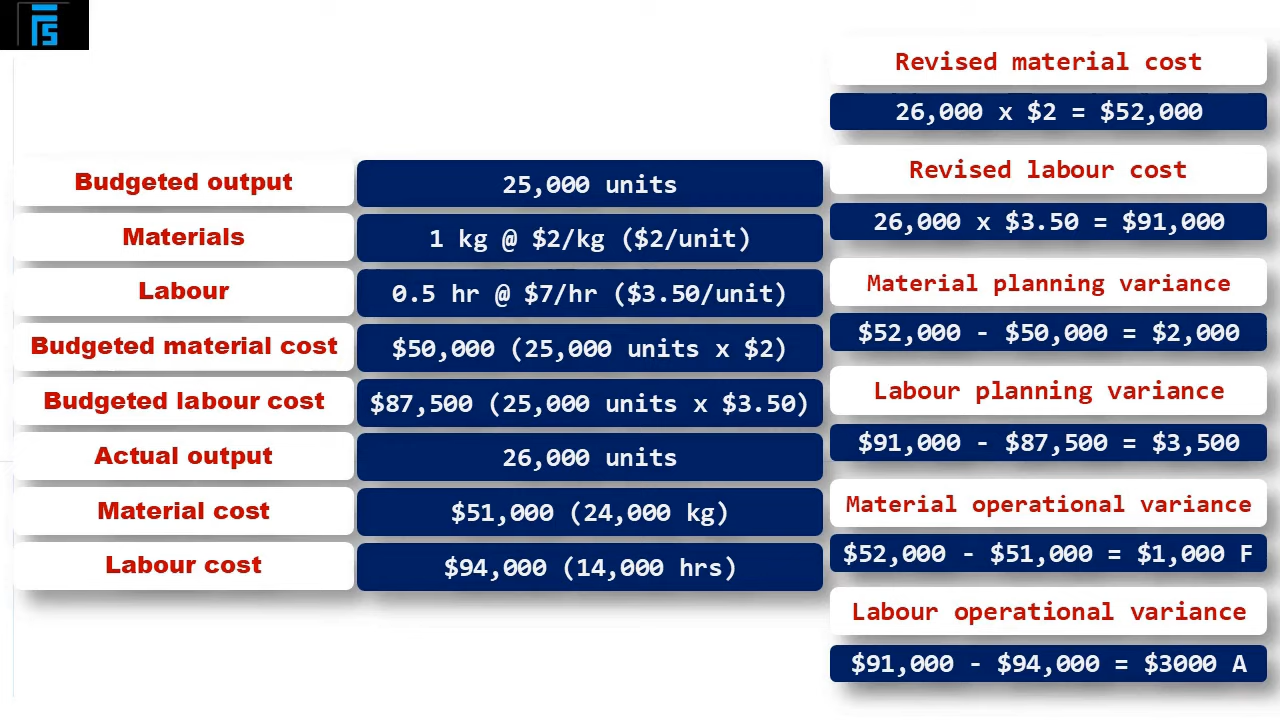 Budgeted output
25,000 units
Materials
1 kg @ $2/kg ($2/unit)
Labour
0.5 hr @ $7/hr ($3.50/unit)
Budgeted material cost
$50,000 (25,000 units x $2)
Budgeted labour cost
$87,500 (25,000 units x $3.50)
Actual output
26,000 units
Material cost
$51,000 (24,000 kg)
Labour cost
$94,000 (14,000 hrs)
Revised material cost
26,000 x $2 = $52,000
Revised labour cost
26,000 x $3.50 = $91,000
Material planning variance
$52,000 - $50,000 = $2,000
Labour planning variance
$91,000 - $87,500 = $3,500
Material operational variance
$52,000 - $51,000 = $1,000 F
Labour operational variance
$91,000 - $94,000 = $3000 A